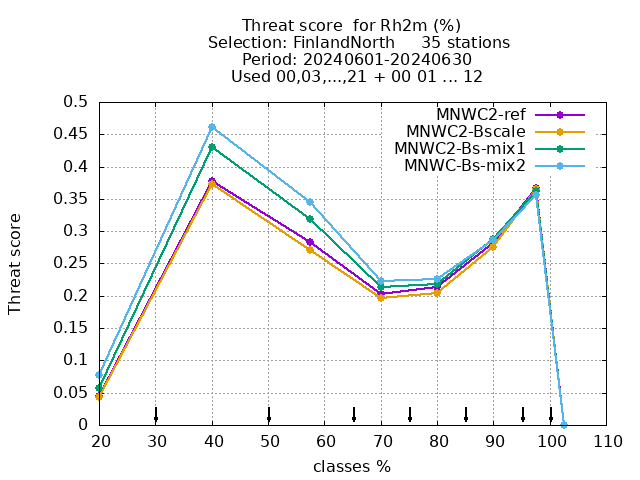 Threat score  for Rh2m (%)
Selection: FinlandNorth     35 stations
Period: 20240601-20240630
Used 00,03,...,21 + 00 01 ... 12
MNWC2-ref
MNWC2-Bscale
MNWC2-Bs-mix1
MNWC-Bs-mix2
Threat score
0.5
0.45
0.4
0.35
0.3
0.25
0.2
0.15
0.1
0.05
0
20 30 40 50 60 70 80 90 100 110
classes %